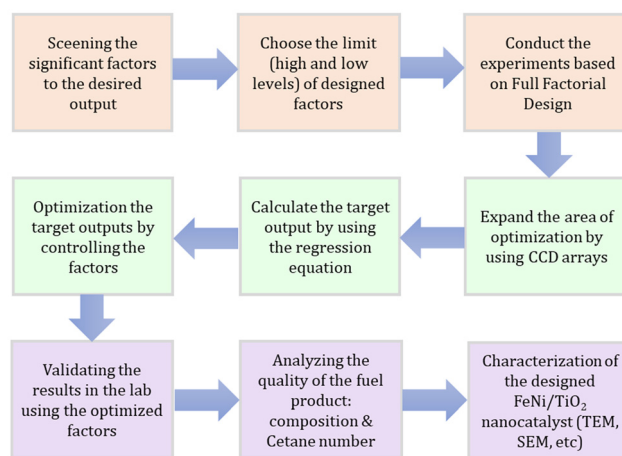 Sceening the
significant factors
to the desired
output
Choose the limit
(high and low
levels) of designed
factors
Conduct the
experiments based
on Full Factorial
Design
Expand the area of
optimization by
using CCD arrays
Calculate the target
output by using
the regression
equation
Optimization the
target outputs by
controlling the
factors
Validating the
results in the lab
using the optimized
factors
Analyzing the
quality of the fuel
product:
composition &
Cetane number
Characterization of
the designed
FeNi/TiO₂
nanocatalyst (TEM,
SEM, etc)